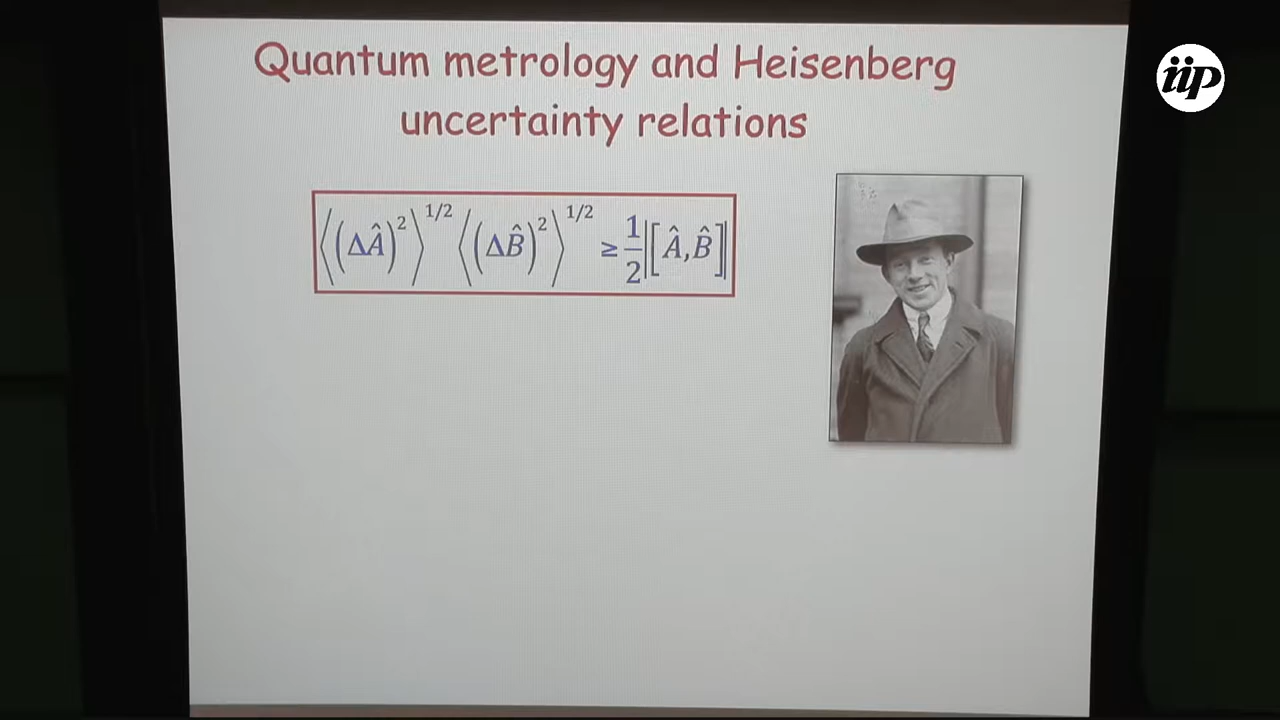 Quantum metrology and Heisenberg
uncertainty relations
⟨(ΔÂ)²⟩^1/2 ⟨(ΔB̂)²⟩^1/2 ≥ 1/2 |[Â,B̂]|
iip